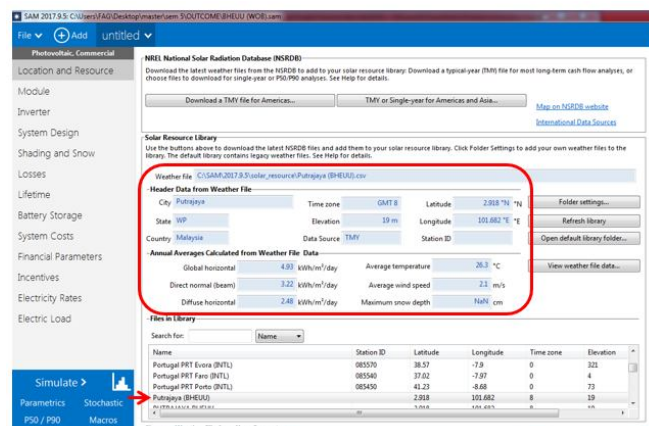 SAM 2017.9.5: C:\Users\FAG\Desktop\master\sem 5\OUTCOME\BHEUU (WOB).sam
File Add untitled
Photovoltaic, Commercial
Location and Resource
Module
Inverter
System Design
Shading and Snow
Losses
Lifetime
Battery Storage
System Costs
Financial Parameters
Incentives
Electricity Rates
Electric Load
Simulate >
Parametrics Stochastic
P50 / P90 Macros
NREL National Solar Radiation Database (NSRDB)
Download the latest weather files from the NSRDB to add to your solar resource library: Download a typical-year (TMY) file for most long-term cash flow analyses, or
choose files to download for single-year or P50/P90 analyses. See Help for details.
Download a TMY file for Americas... TMY or Single-year for Americas and Asia... Map on NSRDB website
International Data Sources
Solar Resource Library
Use the buttons above to download the latest NSRDB files and add them to your solar resource library. Click Folder Settings to add your own weather files to the
library. The default library contains legacy weather files. See Help for details.
Weather file C:\SAM\2017.9.5\solar_resource\Putrajaya (BHEUU).csv
Header Data from Weather File
City Putrajaya Time zone GMT 8 Latitude 2.918 °N °N Folder settings...
State WP Elevation 19 m Longitude 101.682 °E °E Refresh library
Country Malaysia Data Source TMY Station ID Open default library folder...
Annual Averages Calculated from Weather File Data
Global horizontal 4.93 kWh/m²/day Average temperature 26.3 °C View weather file data...
Direct normal (beam) 3.22 kWh/m²/day Average wind speed 2.1 m/s
Diffuse horizontal 2.48 kWh/m²/day Maximum snow depth NaN cm
Files in Library
Search for: Name
Name Station ID Latitude Longitude Time zone Elevation
Portugal PRT Evora (INTL) 085570 38.57 -7.9 0 321
Portugal PRT Faro (INTL) 085540 37.02 -7.97 0 4
Portugal PRT Porto (INTL) 085450 41.23 -8.68 0 73
Putrajaya (BHEUU) 2.918 101.682 8 19